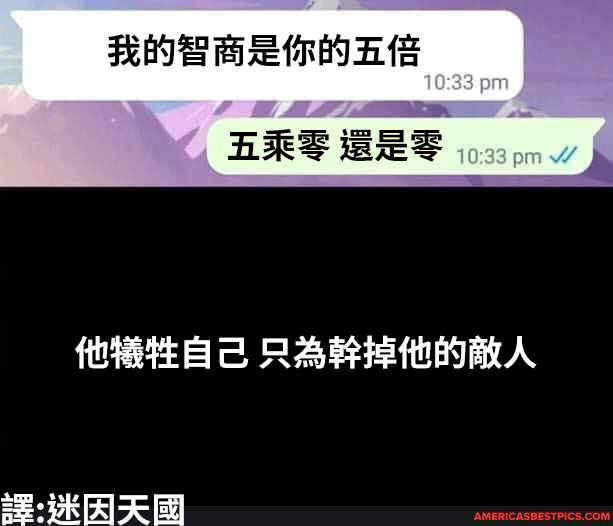 我的智商是你的五倍
10:33 pm
五乘零 還是零
10:33 pm
他犧牲自己 只為幹掉他的敵人
譯:迷因天國
AMERICASBESTPICS.COM